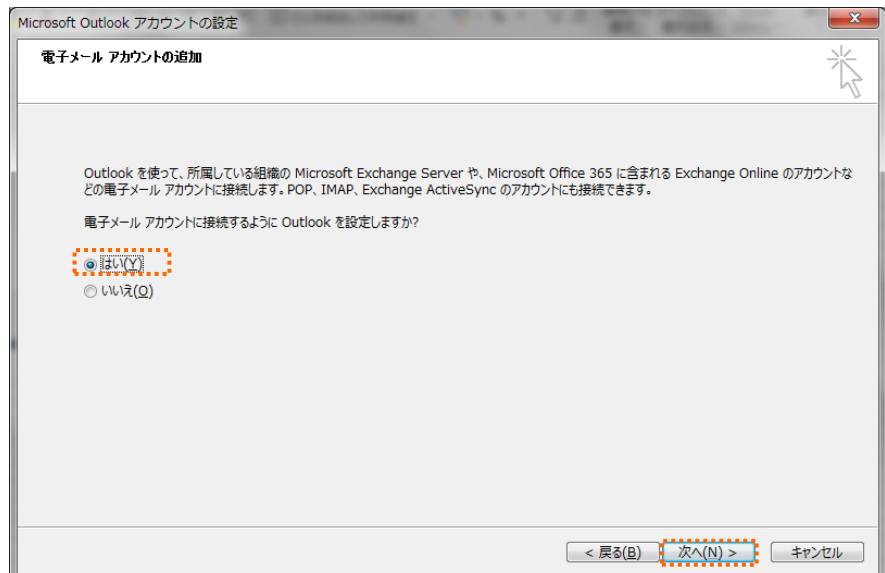 Microsoft Outlook アカウントの設定
電子メール アカウントの追加
Outlook を使って、所属している組織の Microsoft Exchange Server や、Microsoft Office 365 に含まれる Exchange Online のアカウントな
どの電子メール アカウントに接続します。POP、IMAP、Exchange ActiveSync のアカウントにも接続できます。
電子メール アカウントに接続するように Outlook を設定しますか?
はい(Y)
いいえ(O)
< 戻る(B) 次へ(N) > キャンセル